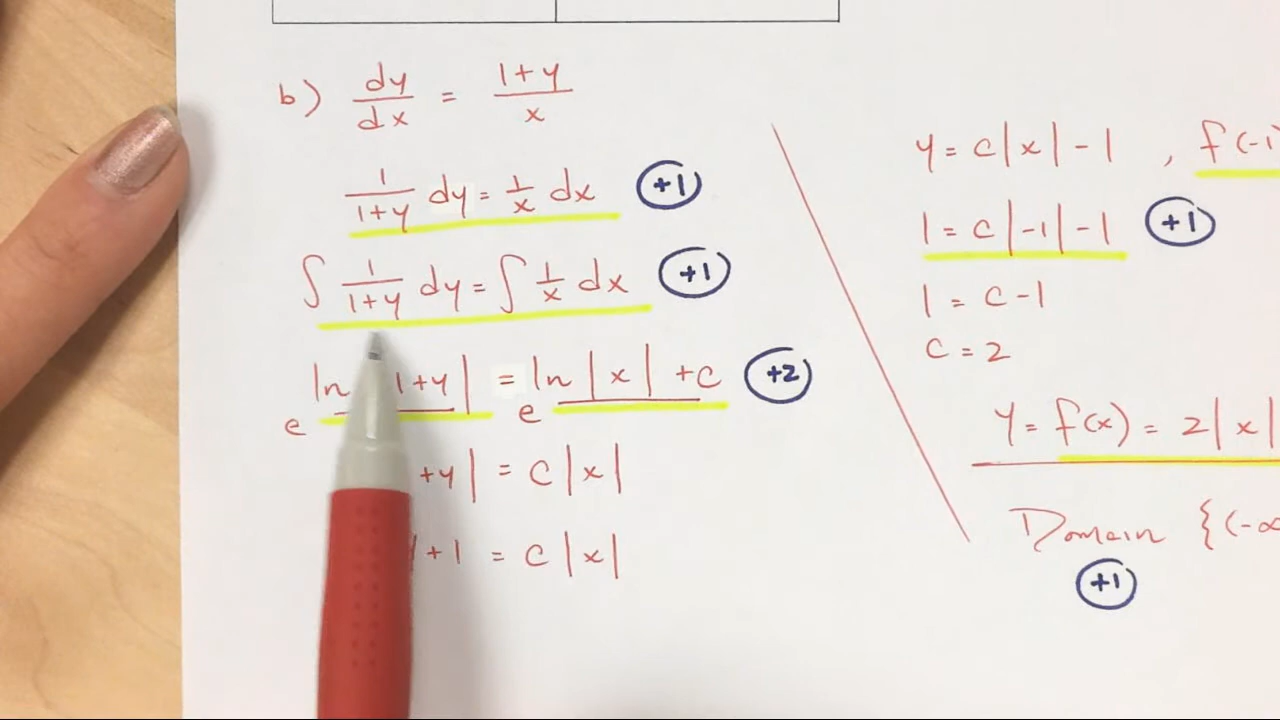 b) dy/dx = 1+y/x
1/1+y dy = 1/x dx +1
∫ 1/1+y dy = ∫ 1/x dx +1
ln 1+y| = ln |x| +c +2
e e
+y| = c|x|
+1 = c|x|
y = c|x| -1 , f(-1
1 = c|-1| -1 +1
1 = c -1
c = 2
y = f(x) = 2|x|
Domain {(-∞
+1